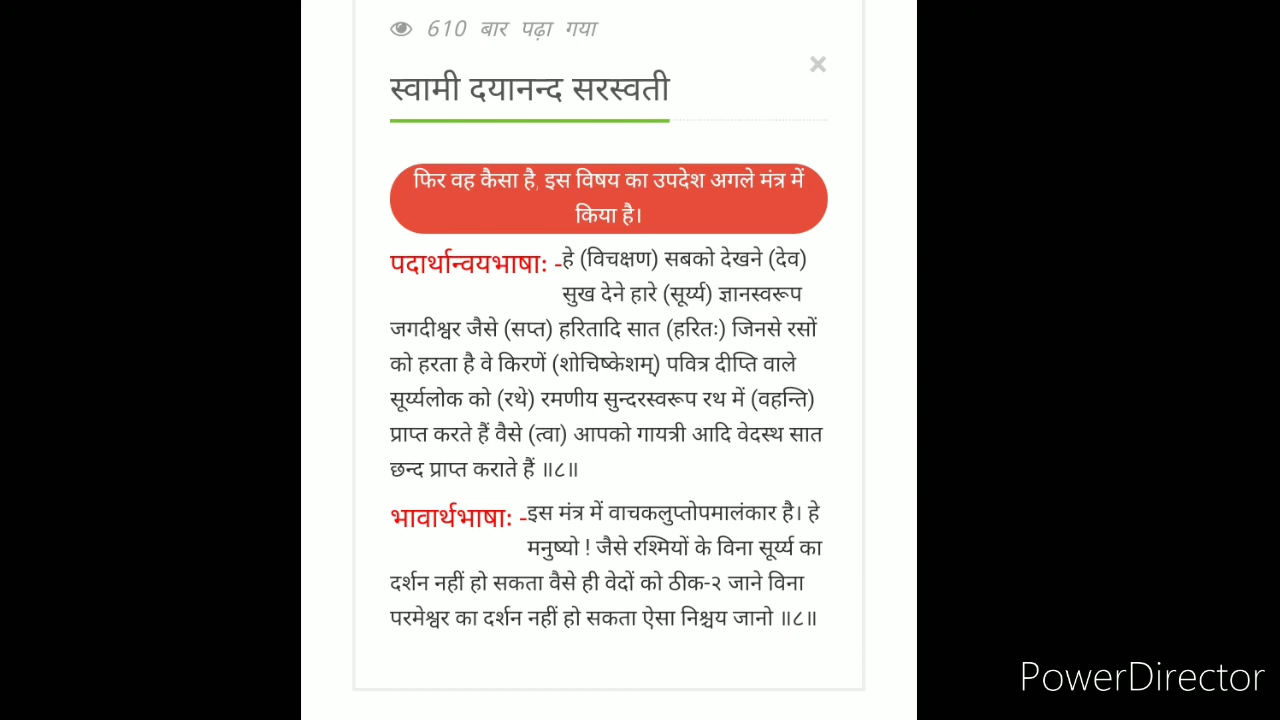 610 बार पढ़ा गया
×
स्वामी दयानन्द सरस्वती
फिर वह कैसा है, इस विषय का उपदेश अगले मंत्र में
किया है।
पदार्थान्वयभाषाः -हे (विचक्षण) सबको देखने (देव)
सुख देने हारे (सूर्य्य) ज्ञानस्वरूप
जगदीश्वर जैसे (सप्त) हरितादि सात (हरितः) जिनसे रसों
को हरता है वे किरणें (शोचिष्केशम्) पवित्र दीप्ति वाले
सूर्य्यलोक को (रथे) रमणीय सुन्दरस्वरूप रथ में (वहन्ति)
प्राप्त करते हैं वैसे (त्वा) आपको गायत्री आदि वेदस्थ सात
छन्द प्राप्त कराते हैं ॥८॥
भावार्थभाषाः -इस मंत्र में वाचकलुप्तोपमालंकार है। हे
मनुष्यो ! जैसे रश्मियों के विना सूर्य्य का
दर्शन नहीं हो सकता वैसे ही वेदों को ठीक-२ जाने विना
परमेश्वर का दर्शन नहीं हो सकता ऐसा निश्चय जानो ॥८॥
PowerDirector